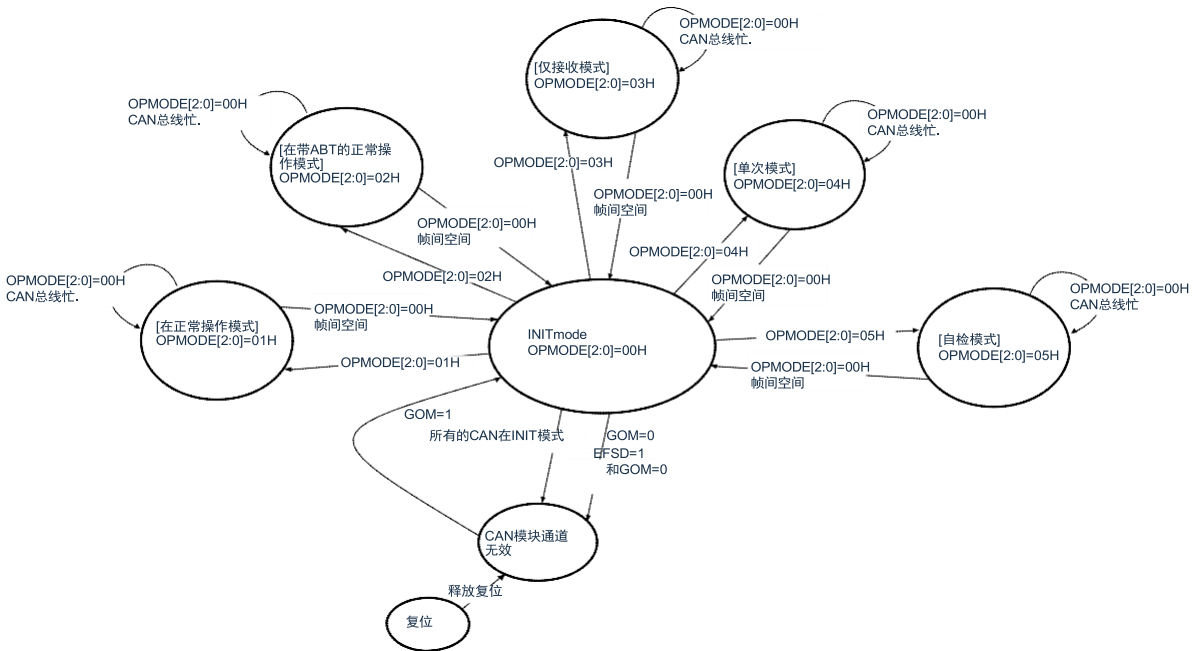 OPMODE[2:0]=00H
CAN总线忙.
[仅接收模式]
OPMODE[2:0]=03H
OPMODE[2:0]=00H
CAN总线忙.
[在带ABT的正常操
作模式]
OPMODE[2:0]=02H
OPMODE[2:0]=00H
CAN总线忙.
[单次模式]
OPMODE[2:0]=04H
OPMODE[2:0]=03H
OPMODE[2:0]=00H
帧间空间
OPMODE[2:0]=00H
帧间空间
OPMODE[2:0]=04H
OPMODE[2:0]=02H
OPMODE[2:0]=00H
帧间空间
OPMODE[2:0]=00H
CAN总线忙.
OPMODE[2:0]=00H
CAN总线忙
[在正常操作模式]
OPMODE[2:0]=01H
OPMODE[2:0]=00H
帧间空间
INITmode
OPMODE[2:0]=00H
OPMODE[2:0]=05H
[自检模式]
OPMODE[2:0]=05H
OPMODE[2:0]=01H
OPMODE[2:0]=00H
帧间空间
GOM=1
所有的CAN在INIT模式
GOM=0
EFSD=1
和GOM=0
CAN模块通道
无效
释放复位
复位